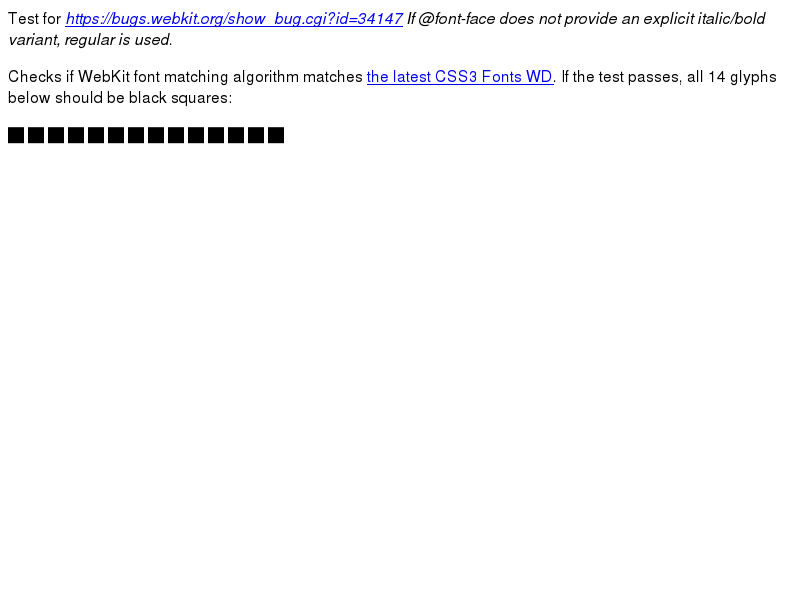 Test for https://bugs.webkit.org/show_bug.cgi?id=34147 If @font-face does not provide an explicit italic/bold
variant, regular is used.
Checks if WebKit font matching algorithm matches the latest CSS3 Fonts WD. If the test passes, all 14 glyphs
below should be black squares: